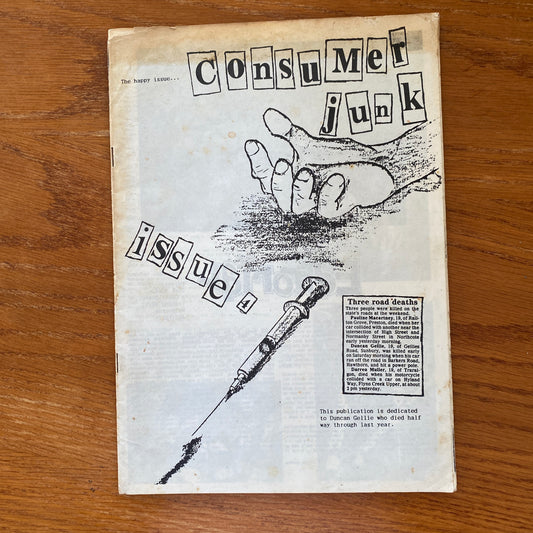 The happy issue...
Consumer
junk
issue 4
Three road deaths
Three people were killed on the
state's roads at the weekend.
Pauline Macartney, 18, of Rail-
ton Grove, Preston, died when her
car collided with another near the
intersection of High Street and
Normanby Street in Northcote
early yesterday morning.
Duncan Gellie, 19, of Gellies
Road, Sunbury, was killed early
on Saturday morning when his car
ran off the road in Barkers Road,
Hawthorn, and hit a power pole.
Darren Muller, 19, of Traral-
gon, died when his motorcycle
collided with a car on Hyland
Way, Flynn Creek Upper, at about
2 pm yesterday.
This publication is dedicated
to Duncan Gellie who died half
way through last year.